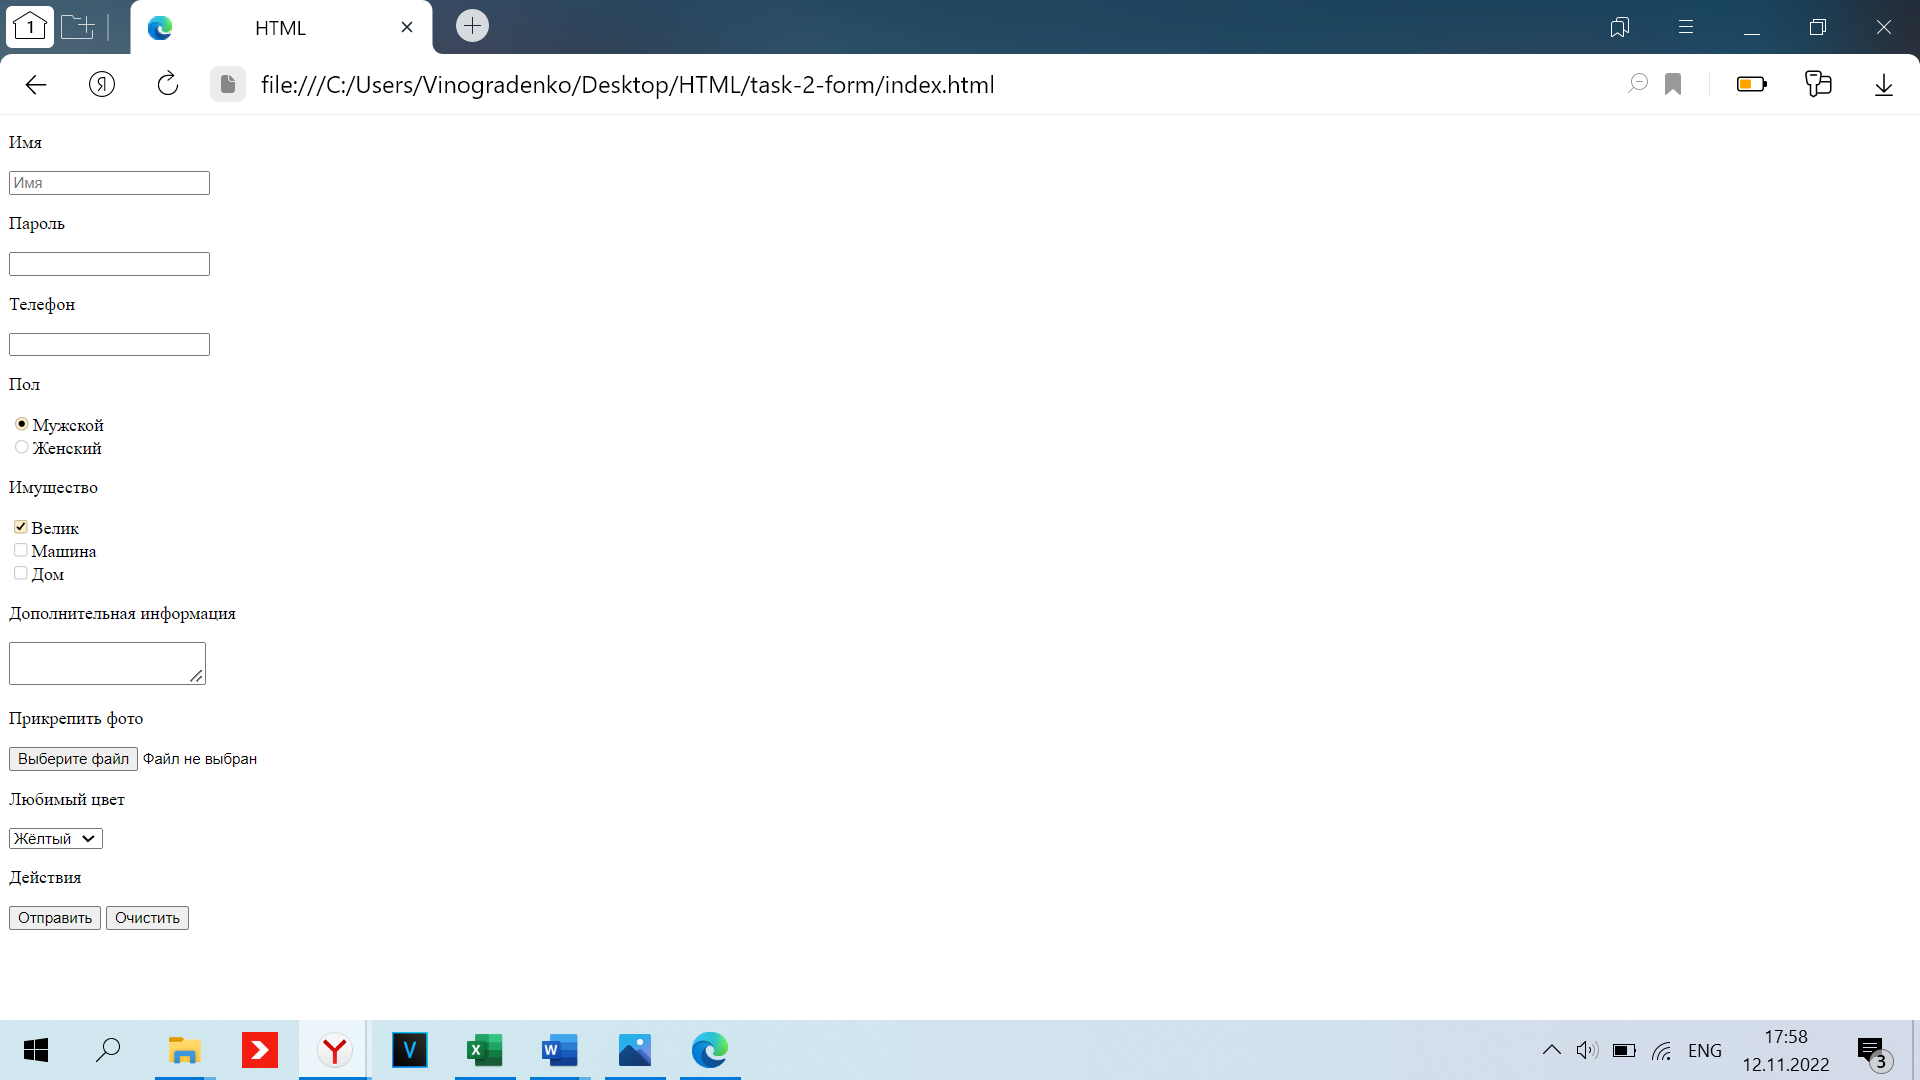 1
HTML
Я
file:///C:/Users/Vinogradenko/Desktop/HTML/task-2-form/index.html
Имя
Имя
Пароль
Телефон
Пол
Мужской
Женский
Имущество
Велик
Машина
Дом
Дополнительная информация
Прикрепить фото
Выберите файл Файл не выбран
Любимый цвет
Жёлтый
Действия
Отправить Очистить
Y V X W
ENG
17:58
12.11.2022
3